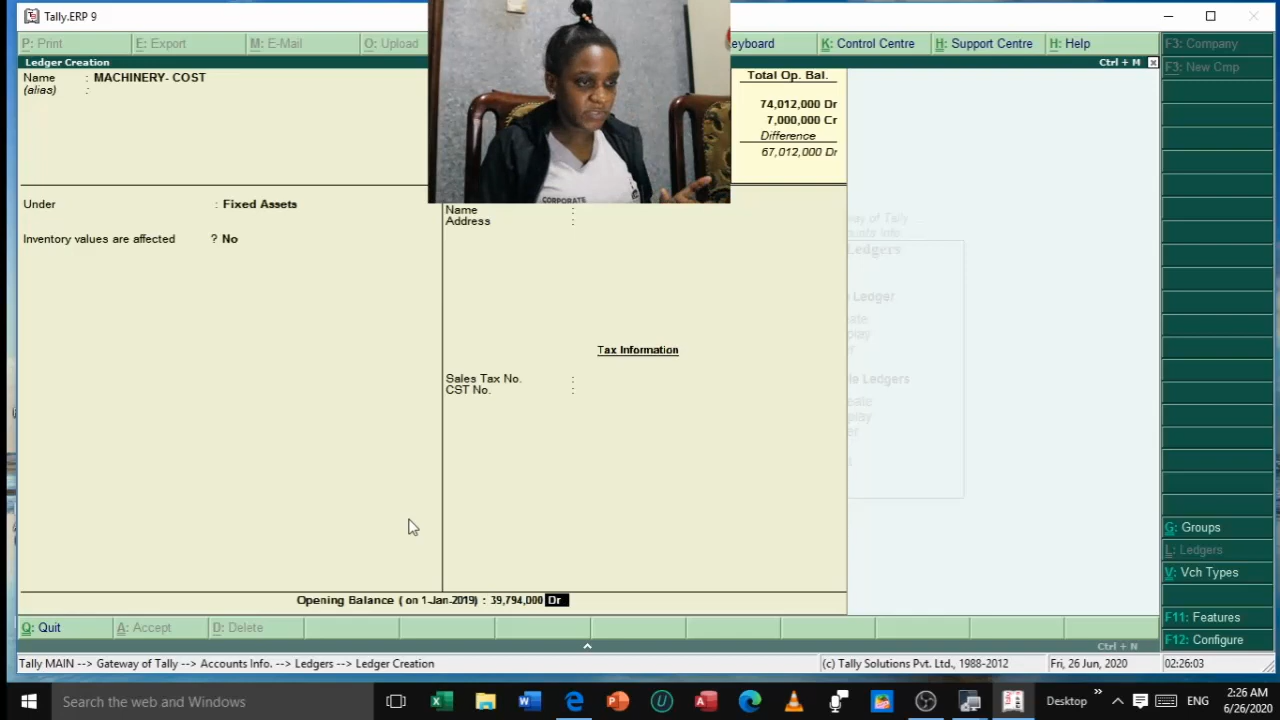 Tally.ERP 9
P: Print
E: Export
M: E-Mail
O: Upload
eyboard
K: Control Centre
H: Support Centre
H: Help
F3: Company
F3: New Cmp
Ledger Creation
Ctrl + M
Name : MACHINERY- COST
(alias) :
Total Op. Bal.
74,012,000 Dr
7,000,000 Cr
Difference
67,012,000 Dr
CORPORATE
Under : Fixed Assets
Inventory values are affected ? No
Name :
Address :
Tax Information
Sales Tax No. :
CST No. :
way of Tally ...
Ledgers
Ledger
Ledgers
G: Groups
L: Ledgers
V: Vch Types
F11: Features
F12: Configure
Opening Balance ( on 1-Jan-2019) : 39,794,000 Dr
Q: Quit
A: Accept
D: Delete
Ctrl + N
Tally MAIN --> Gateway of Tally --> Accounts Info. --> Ledgers --> Ledger Creation
(c) Tally Solutions Pvt. Ltd., 1988-2012
Fri, 26 Jun, 2020
02:26:03
Search the web and Windows
Desktop
ENG
2:26 AM
6/26/2020